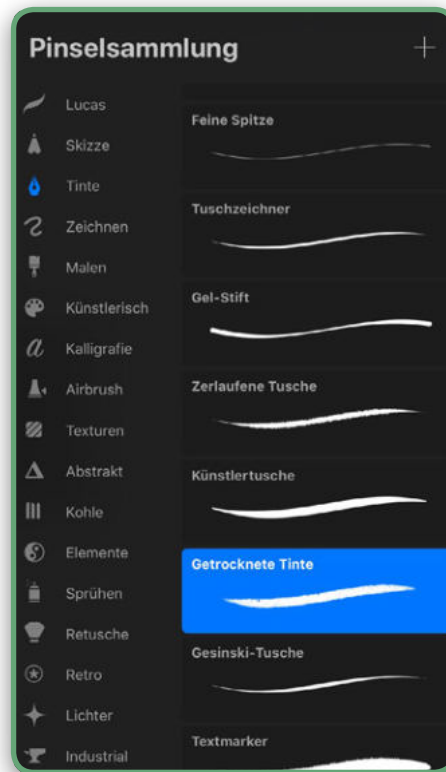 Pinselsammlung
Lucas
Skizze
Tinte
Zeichnen
Malen
Künstlerisch
Kalligrafie
Airbrush
Texturen
Abstrakt
Kohle
Elemente
Sprühen
Retusche
Retro
Lichter
Industrial
Feine Spitze
Tuschzeichner
Gel-Stift
Zerlaufene Tusche
Künstlertusche
Getrocknete Tinte
Gesinski-Tusche
Textmarker